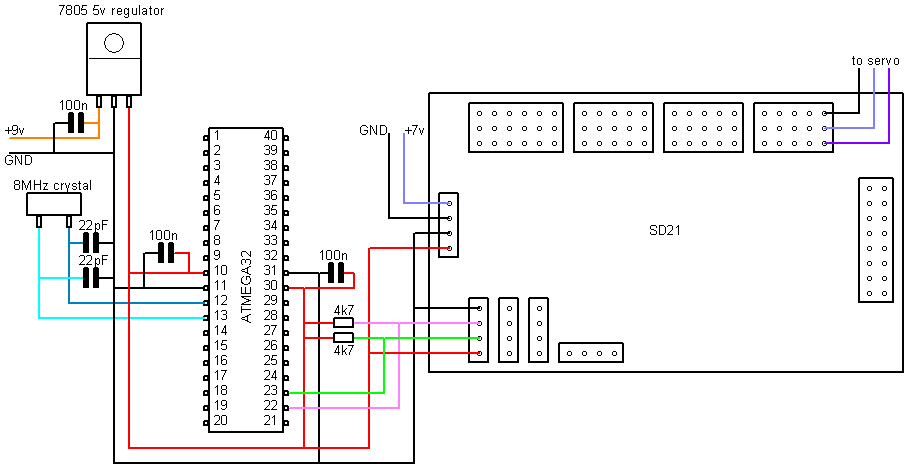 7805 5v regulator
to servo
100n
+9v
GND
GND
+7v
8MHz crystal
22pF
22pF
100n
100n
4k7
4k7
ATMEGA32
SD21
1 40
2 39
3 38
4 37
5 36
6 35
7 34
8 33
9 32
10 31
11 30
12 29
13 28
14 27
15 26
16 25
17 24
18 23
19 22
20 21